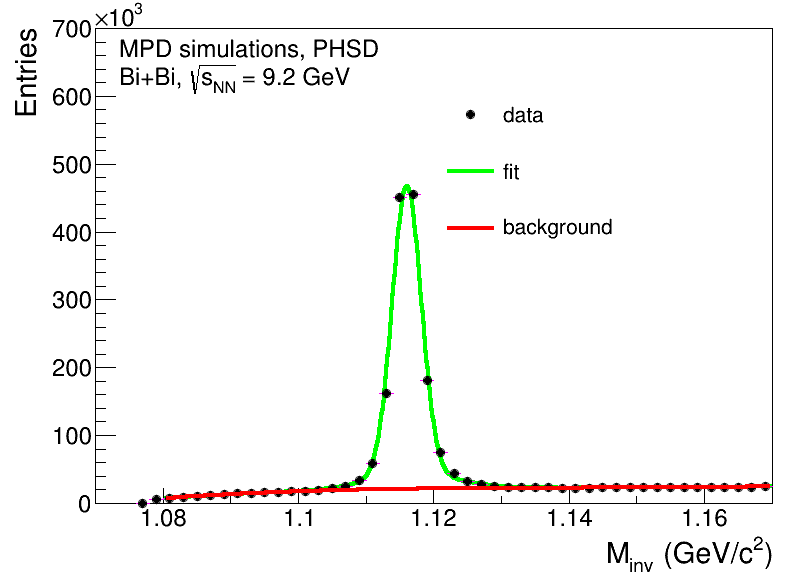 ×10³
700
600
500
400
300
200
100
0
Entries
MPD simulations, PHSD
Bi+Bi, √s_NN = 9.2 GeV
data
fit
background
1.08 1.1 1.12 1.14 1.16
M_inv (GeV/c²)